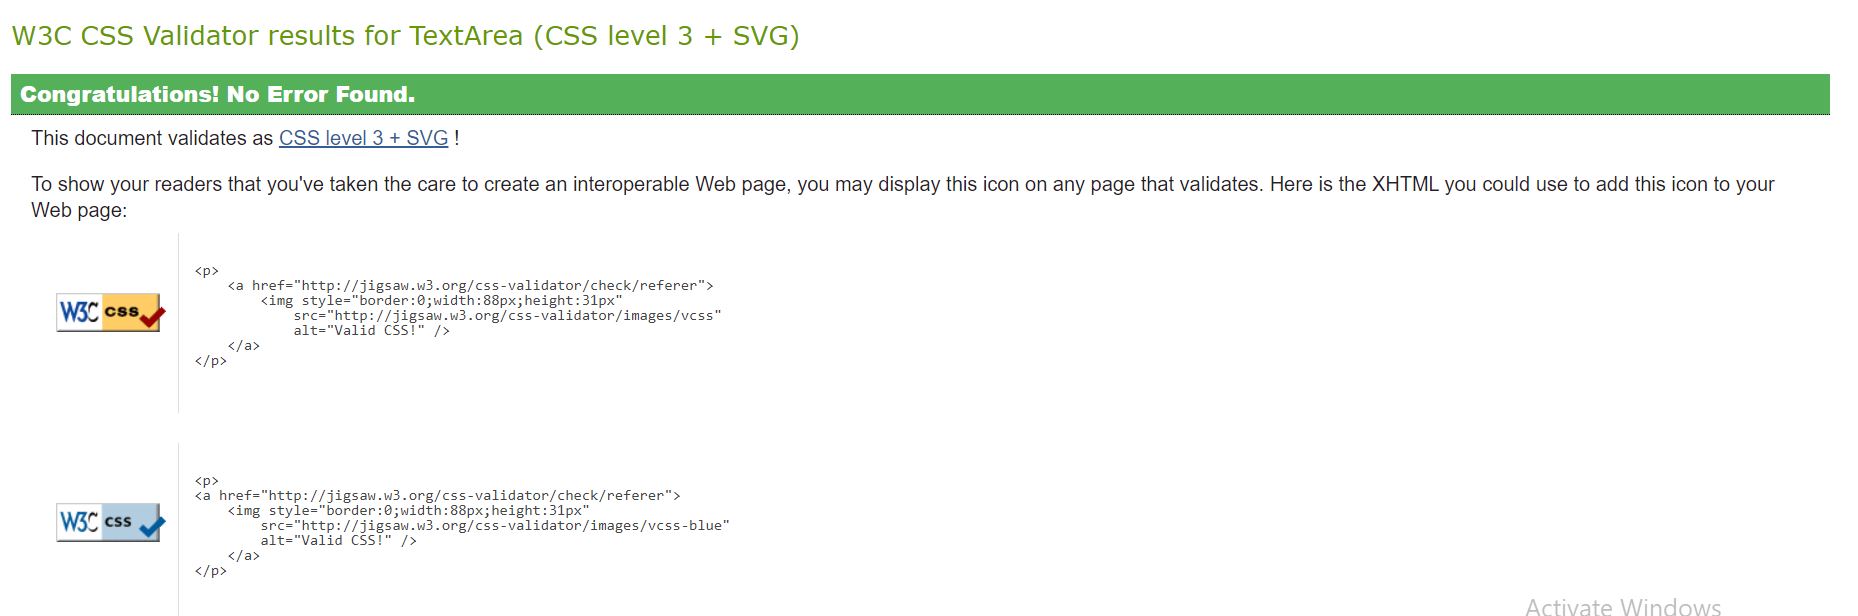 W3C CSS Validator results for TextArea (CSS level 3 + SVG)
Congratulations! No Error Found.
This document validates as CSS level 3 + SVG !
To show your readers that you've taken the care to create an interoperable Web page, you may display this icon on any page that validates. Here is the XHTML you could use to add this icon to your
Web page:
W3C css
<p>
    <a href="http://jigsaw.w3.org/css-validator/check/referer">
        <img style="border:0;width:88px;height:31px"
            src="http://jigsaw.w3.org/css-validator/images/vcss"
            alt="Valid CSS!" />
    </a>
</p>
W3C css
<p>
<a href="http://jigsaw.w3.org/css-validator/check/referer">
    <img style="border:0;width:88px;height:31px"
        src="http://jigsaw.w3.org/css-validator/images/vcss-blue"
        alt="Valid CSS!" />
    </a>
</p>
Activate Windows